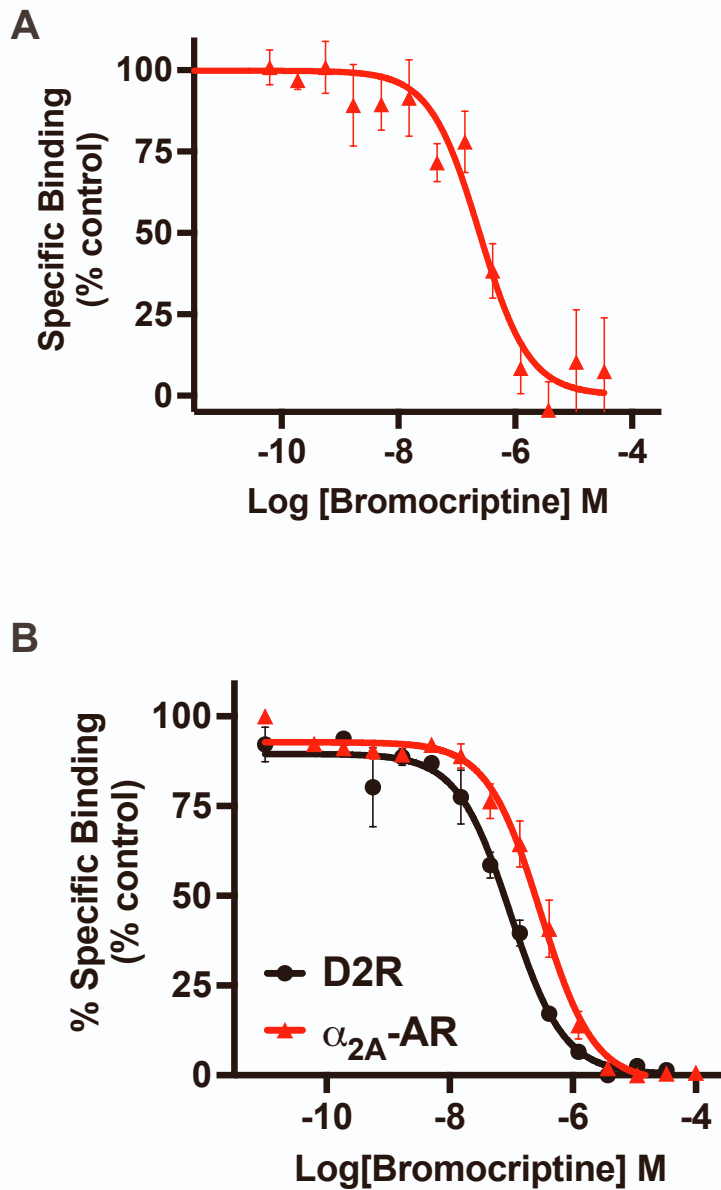 A
Specific Binding
(% control)
100
75
50
25
0
-10 -8 -6 -4
Log [Bromocriptine] M
B
% Specific Binding
(% control)
100
75
50
25
0
D2R
α2A-AR
-10 -8 -6 -4
Log[Bromocriptine] M